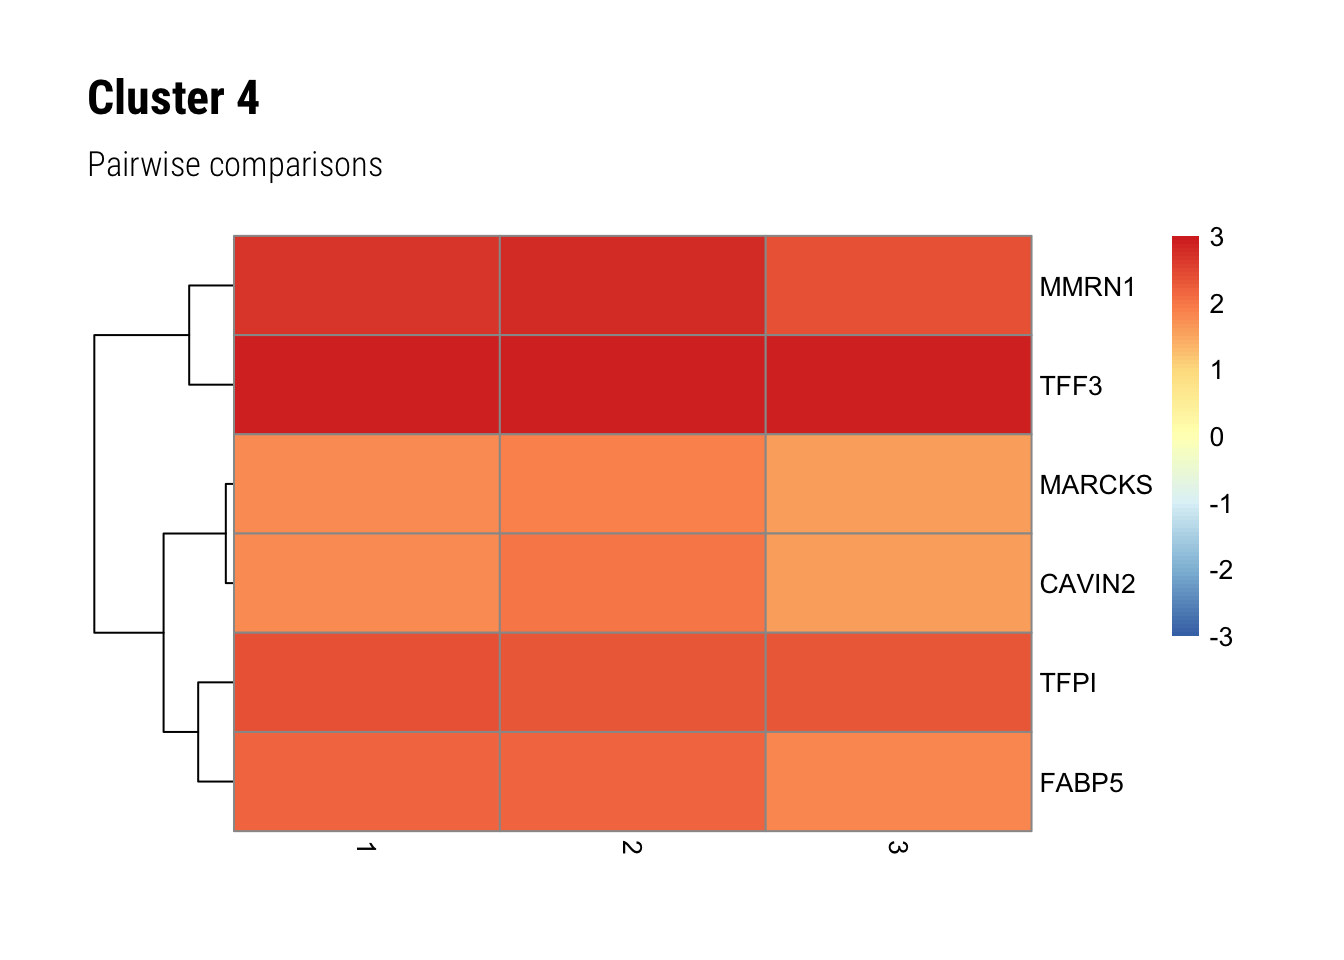 Cluster 4
Pairwise comparisons
MMRN1
TFF3
MARCKS
CAVIN2
TFPI
FABP5
1
2
3
3
2
1
0
-1
-2
-3